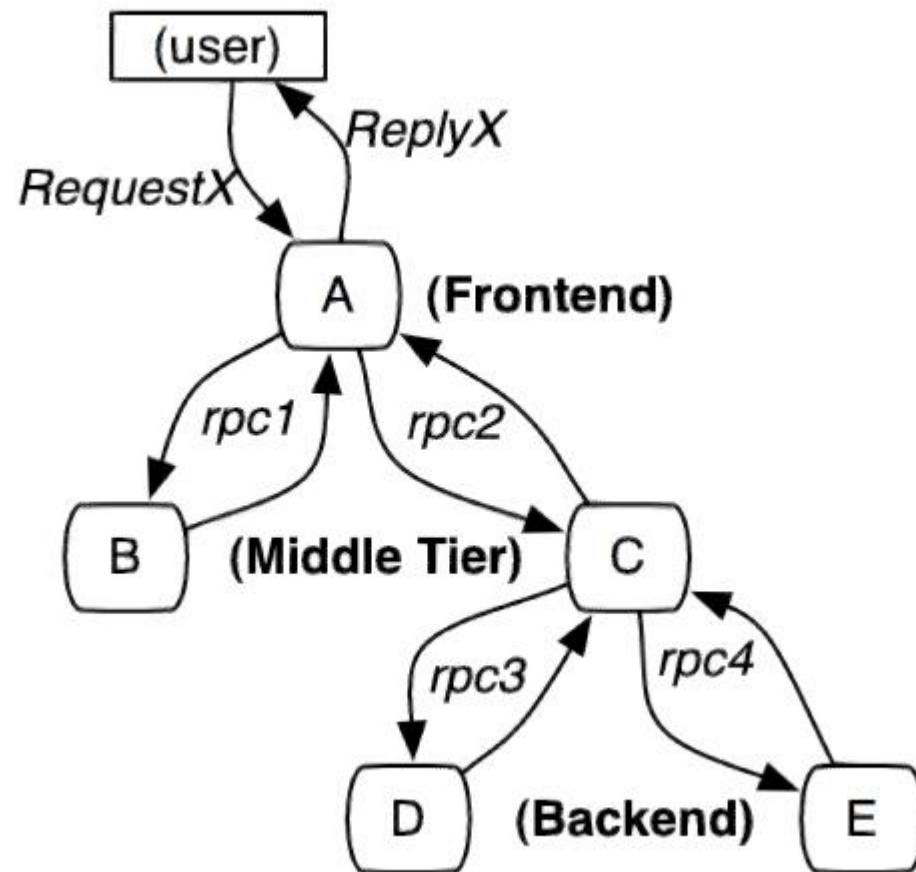 (user)
ReplyX
RequestX
A
(Frontend)
rpc1
rpc2
B
(Middle Tier)
C
rpc3
rpc4
D
(Backend)
E